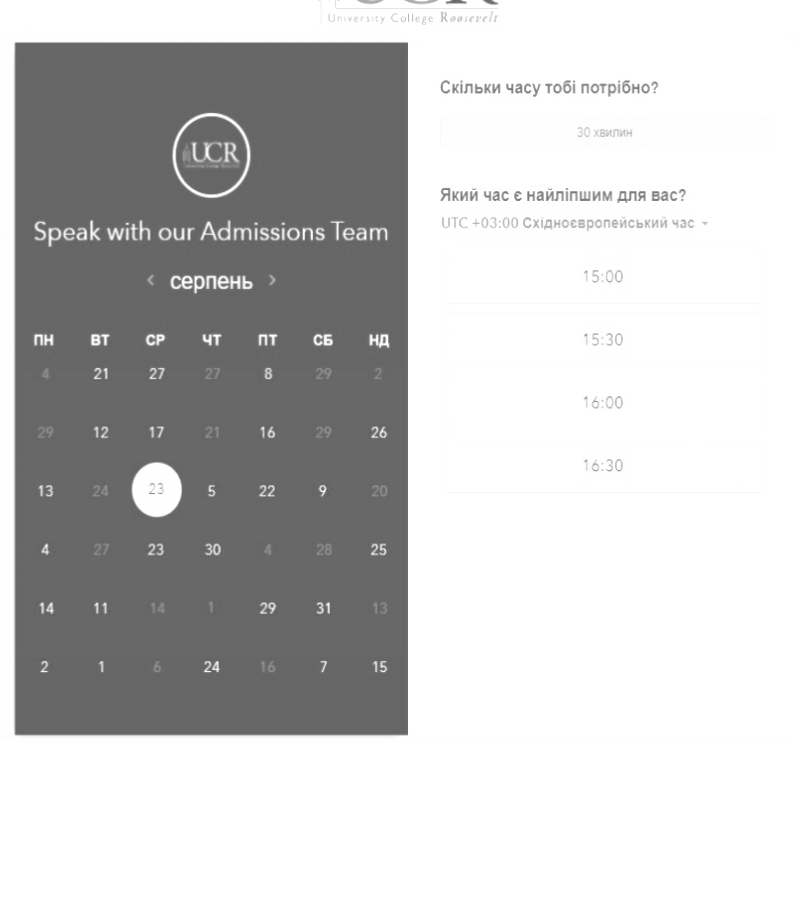 UCR
University College Roosevelt
UCR
Speak with our Admissions Team
‹ серпень ›
ПН ВТ СР ЧТ ПТ СБ НД
4 21 27 27 8 29 2
29 12 17 21 16 29 26
13 24 23 5 22 9 20
4 27 23 30 4 28 25
14 11 14 1 29 31 13
2 1 6 24 16 7 15
Скільки часу тобі потрібно?
30 хвилин
Який час є найліпшим для вас?
UTC +03:00 Східноєвропейський час
15:00
15:30
16:00
16:30